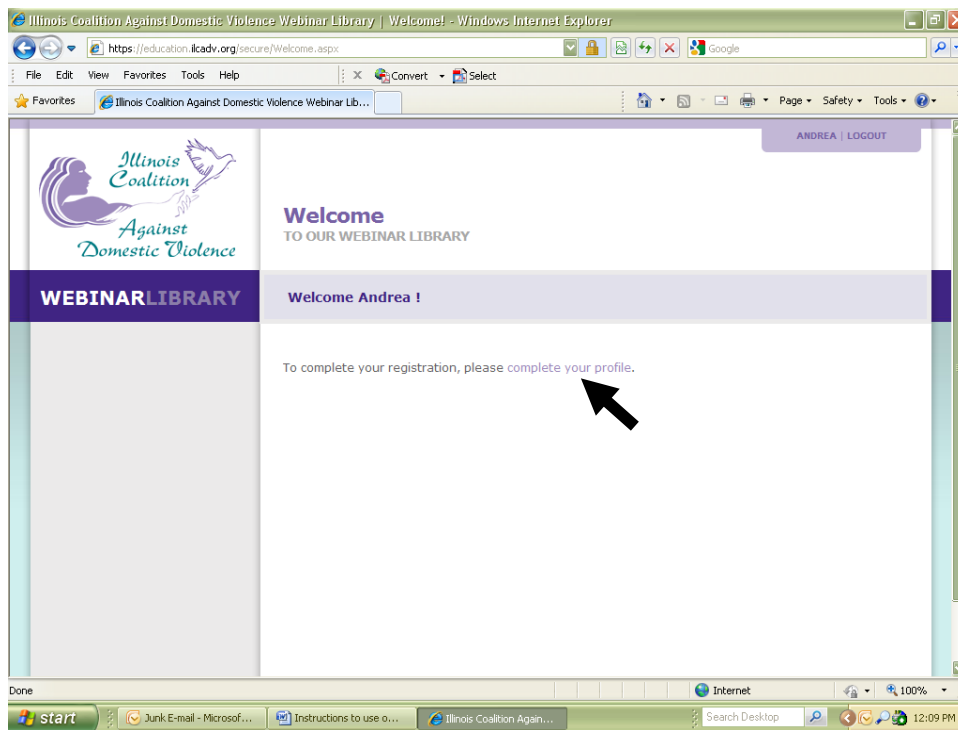 Illinois Coalition Against Domestic Violence Webinar Library | Welcome! - Windows Internet Explorer
https://education.ilcadv.org/secure/Welcome.aspx
Google
File Edit View Favorites Tools Help
X Convert Select
Favorites
Illinois Coalition Against Domestic Violence Webinar Lib...
Page Safety Tools
ANDREA | LOGOUT
Illinois
Coalition
Against
Domestic Violence
Welcome
TO OUR WEBINAR LIBRARY
WEBINARLIBRARY
Welcome Andrea !
To complete your registration, please complete your profile.
Done
Internet
100%
start
Junk E-mail - Microsof...
Instructions to use o...
Illinois Coalition Again...
Search Desktop
12:09 PM